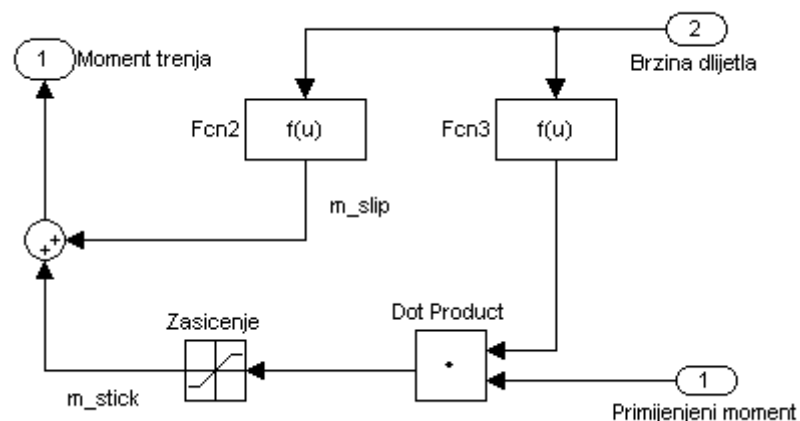 1
Moment trenja
2
Brzina dlijetla
Fcn2
f(u)
Fcn3
f(u)
m_slip
+
+
Zasicenje
Dot Product
m_stick
1
Primijenjeni moment